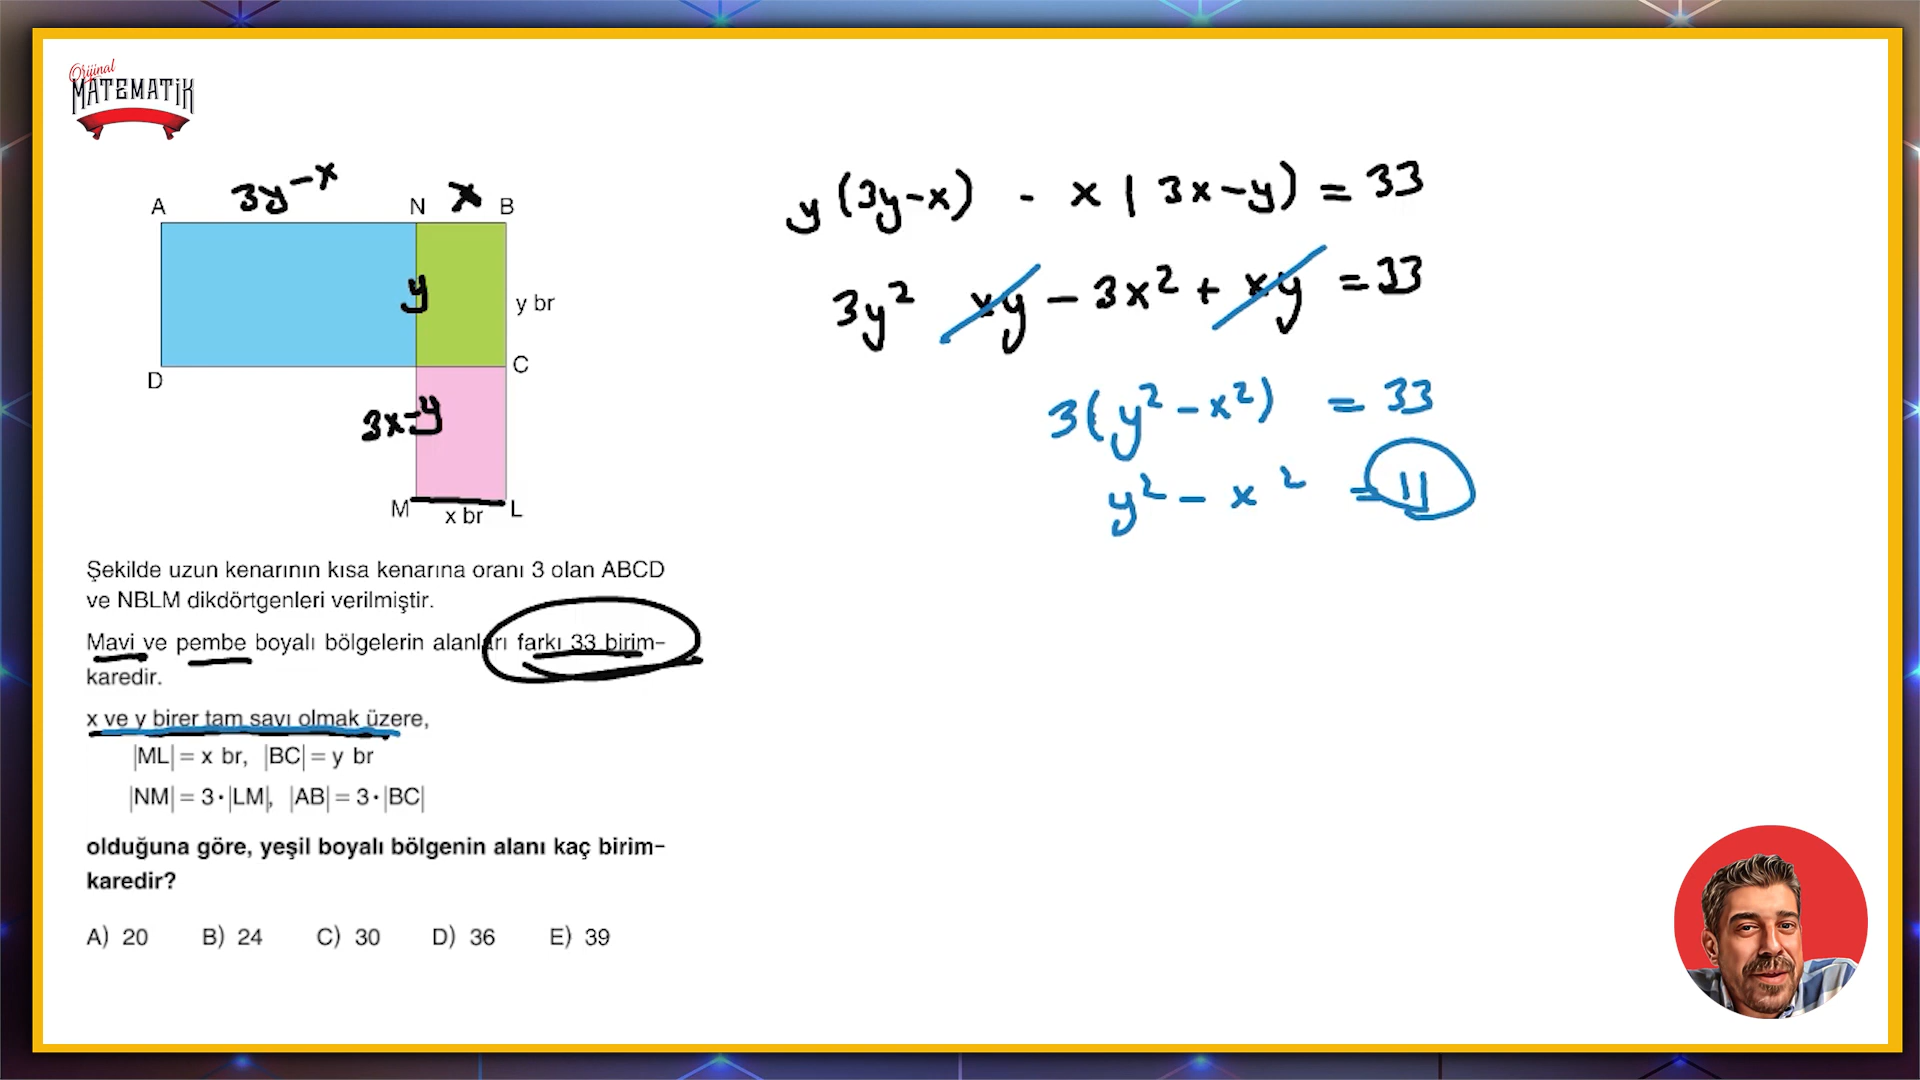 Orijinal
MATEMATİK
3y-x
x
A
N
B
y
y br
D
C
3x-y
M
x br
L
Şekilde uzun kenarının kısa kenarına oranı 3 olan ABCD
ve NBLM dikdörtgenleri verilmiştir.
Mavi ve pembe boyalı bölgelerin alanları farkı 33 birim-
karedir.
x ve y birer tam sayı olmak üzere,
|ML| = x br, |BC| = y br
|NM| = 3·|LM|, |AB| = 3·|BC|
olduğuna göre, yeşil boyalı bölgenin alanı kaç birim-
karedir?
A) 20 B) 24 C) 30 D) 36 E) 39
y(3y-x) - x(3x-y) = 33
3y² xy - 3x² + xy = 33
3(y² - x²) = 33
y² - x² = 11